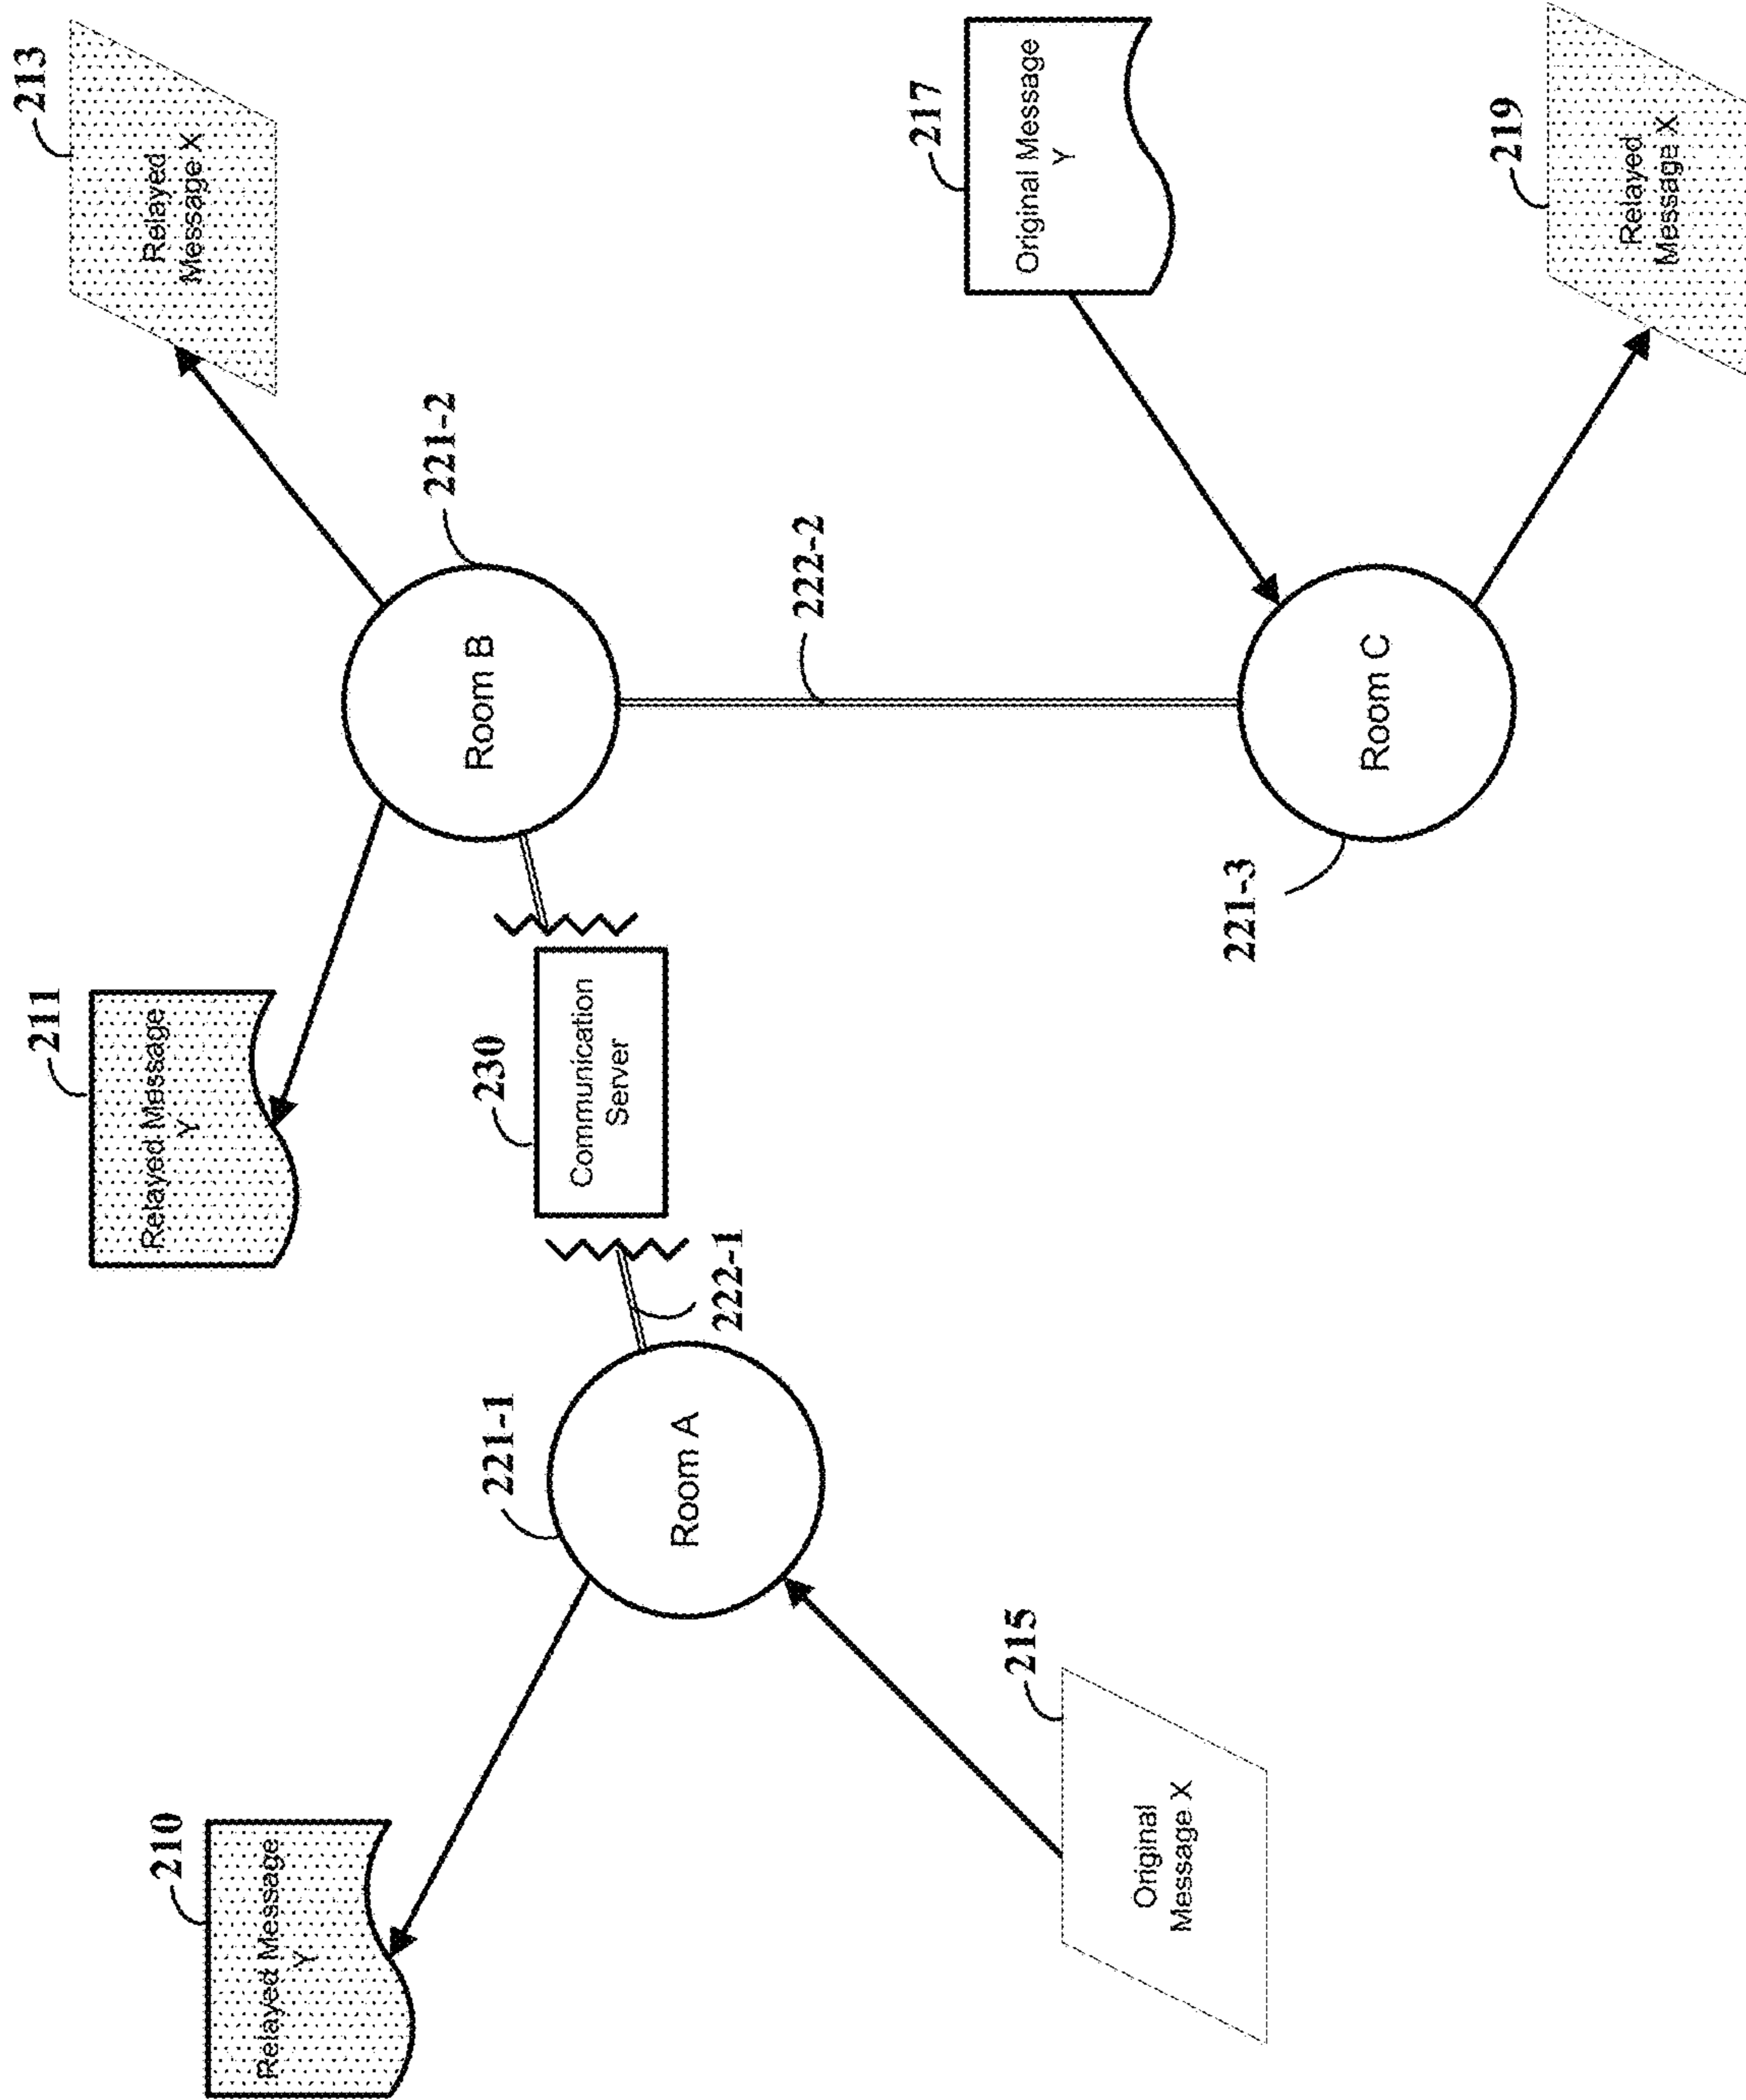 210
Relayed Message
Y
211
Relayed Message
Y
213
Relayed
Message X
221-1
Room A
222-1
230
Communication
Server
221-2
Room B
222-2
215
Original
Message X
217
Original Message
Y
221-3
Room C
219
Relayed
Message X